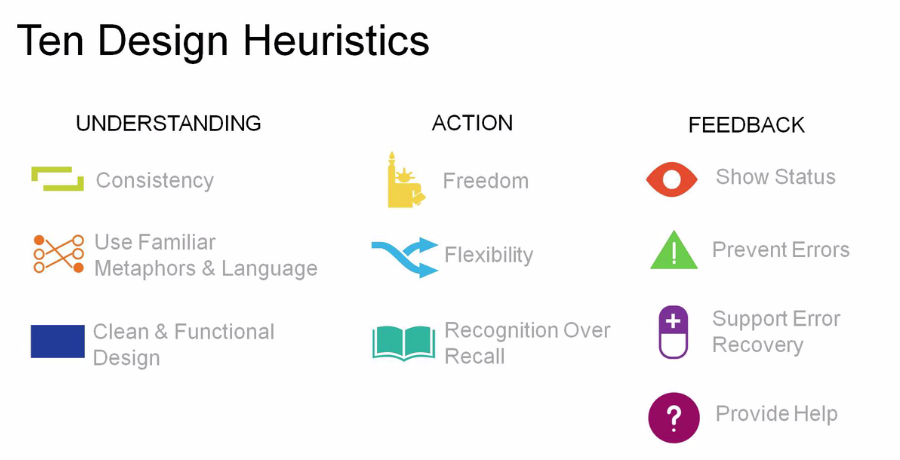 Ten Design Heuristics
UNDERSTANDING
Consistency
Use Familiar
Metaphors & Language
Clean & Functional
Design
ACTION
Freedom
Flexibility
Recognition Over
Recall
FEEDBACK
Show Status
Prevent Errors
Support Error
Recovery
Provide Help